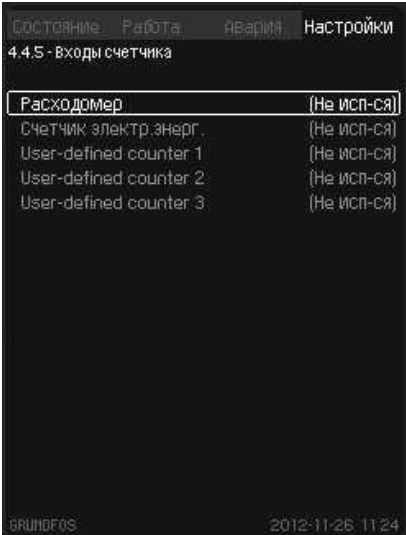 Состояние Работа Авария Настройки
4.4.5 - Входы счетчика
Расходомер (Не исп-ся)
Счетчик электр.энерг. (Не исп-ся)
User-defined counter 1 (Не исп-ся)
User-defined counter 2 (Не исп-ся)
User-defined counter 3 (Не исп-ся)
GRUNDFOS 2012-11-26 11:24